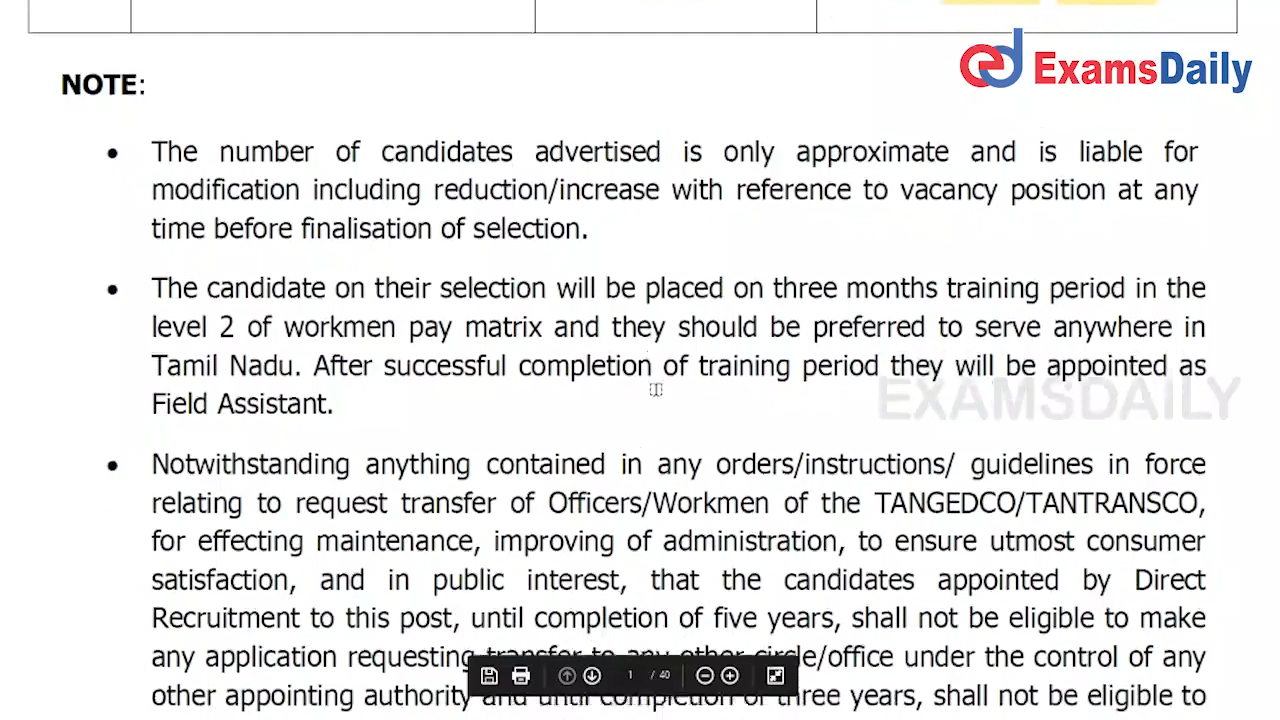 ExamsDaily
NOTE:
• The number of candidates advertised is only approximate and is liable for
modification including reduction/increase with reference to vacancy position at any
time before finalisation of selection.
• The candidate on their selection will be placed on three months training period in the
level 2 of workmen pay matrix and they should be preferred to serve anywhere in
Tamil Nadu. After successful completion of training period they will be appointed as
Field Assistant.
EXAMSDAILY
• Notwithstanding anything contained in any orders/instructions/ guidelines in force
relating to request transfer of Officers/Workmen of the TANGEDCO/TANTRANSCO,
for effecting maintenance, improving of administration, to ensure utmost consumer
satisfaction, and in public interest, that the candidates appointed by Direct
Recruitment to this post, until completion of five years, shall not be eligible to make
any application requesting transfer to any other circle/office under the control of any
1 / 40
other appointing authority and until completion of three years, shall not be eligible to